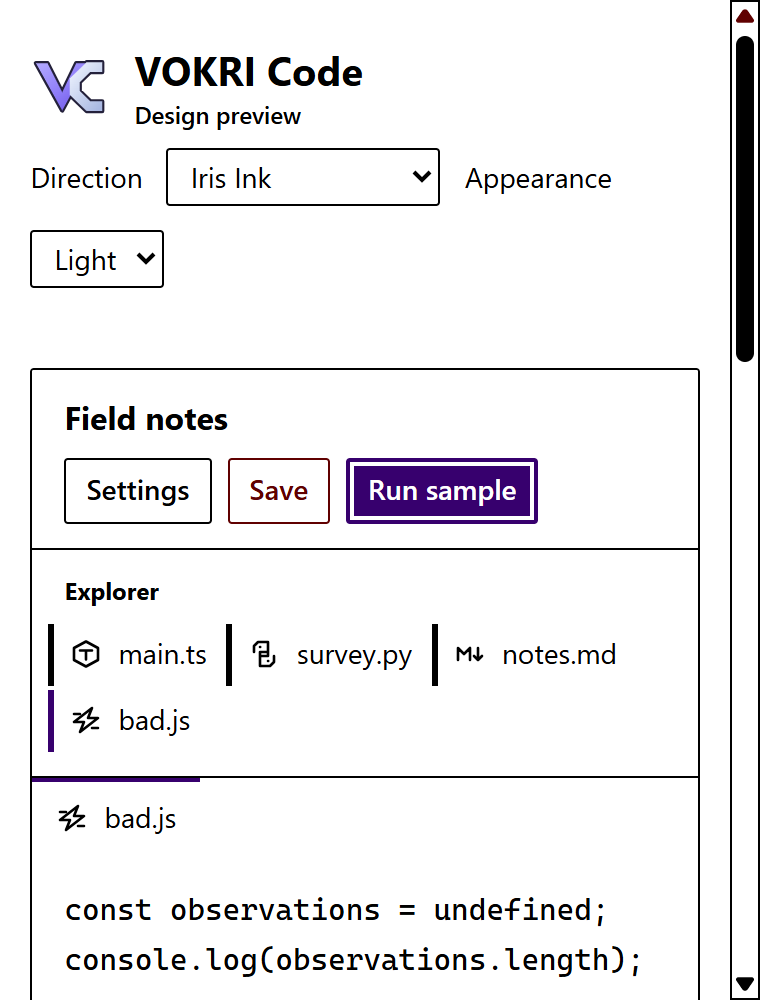 VC
VOKRI Code
Design preview
Direction Iris Ink Appearance
Light
Field notes
Settings Save Run sample
Explorer
main.ts survey.py notes.md
bad.js
bad.js
const observations = undefined;
console.log(observations.length);